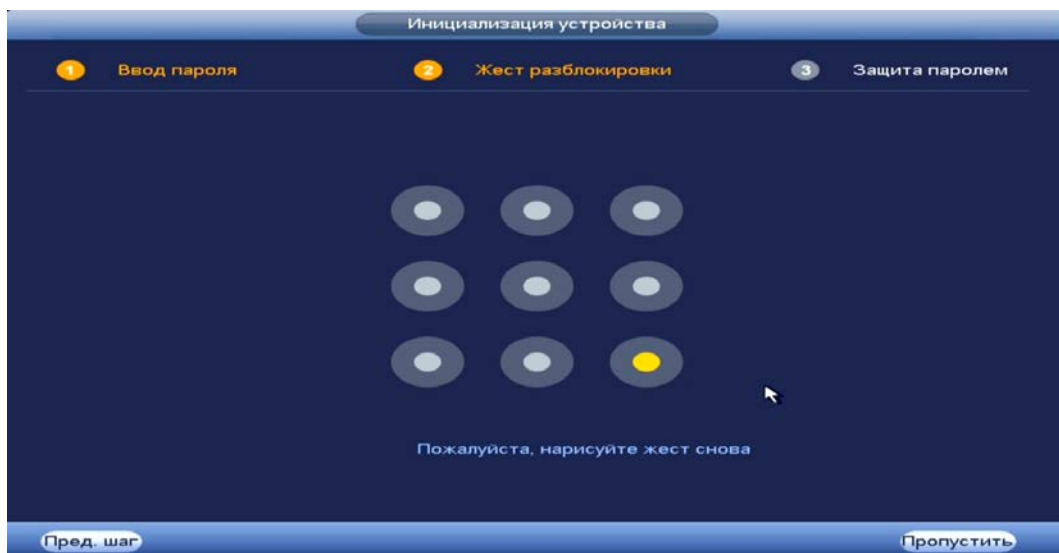 Инициализация устройства
1 Ввод пароля 2 Жест разблокировки 3 Защита паролем
Пожалуйста, нарисуйте жест снова
Пред. шаг Пропустить